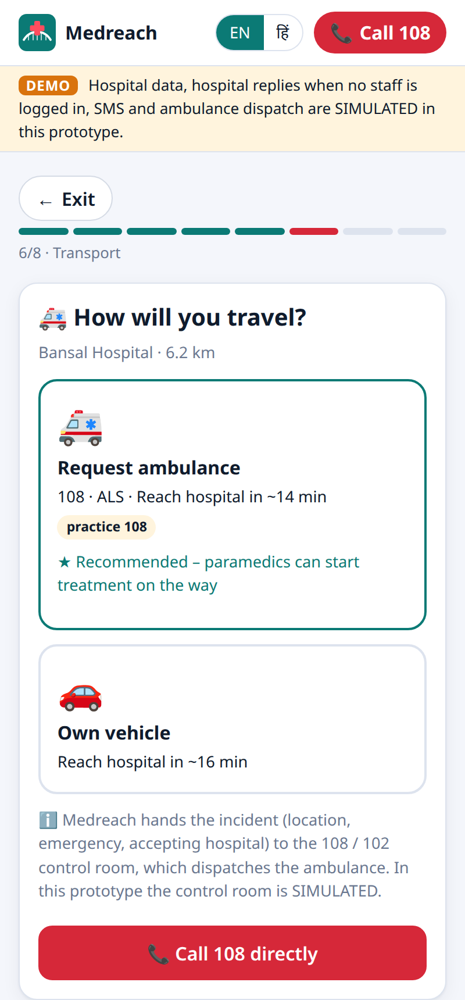 Medreach
EN
हिं
📞 Call 108
DEMO Hospital data, hospital replies when no staff is
logged in, SMS and ambulance dispatch are SIMULATED in
this prototype.
← Exit
6/8 · Transport
🚑 How will you travel?
Bansal Hospital · 6.2 km
Request ambulance
108 · ALS · Reach hospital in ~14 min
practice 108
★ Recommended – paramedics can start
treatment on the way
Own vehicle
Reach hospital in ~16 min
ℹ️ Medreach hands the incident (location,
emergency, accepting hospital) to the 108 / 102
control room, which dispatches the ambulance. In
this prototype the control room is SIMULATED.
📞 Call 108 directly